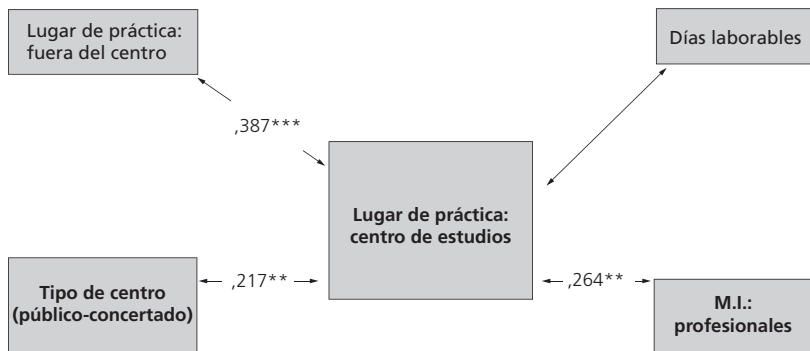 Lugar de práctica:
fuera del centro
Días laborables
,387***
Lugar de práctica:
centro de estudios
Tipo de centro
(público-concertado)
,217**
,264**
M.I.:
profesionales